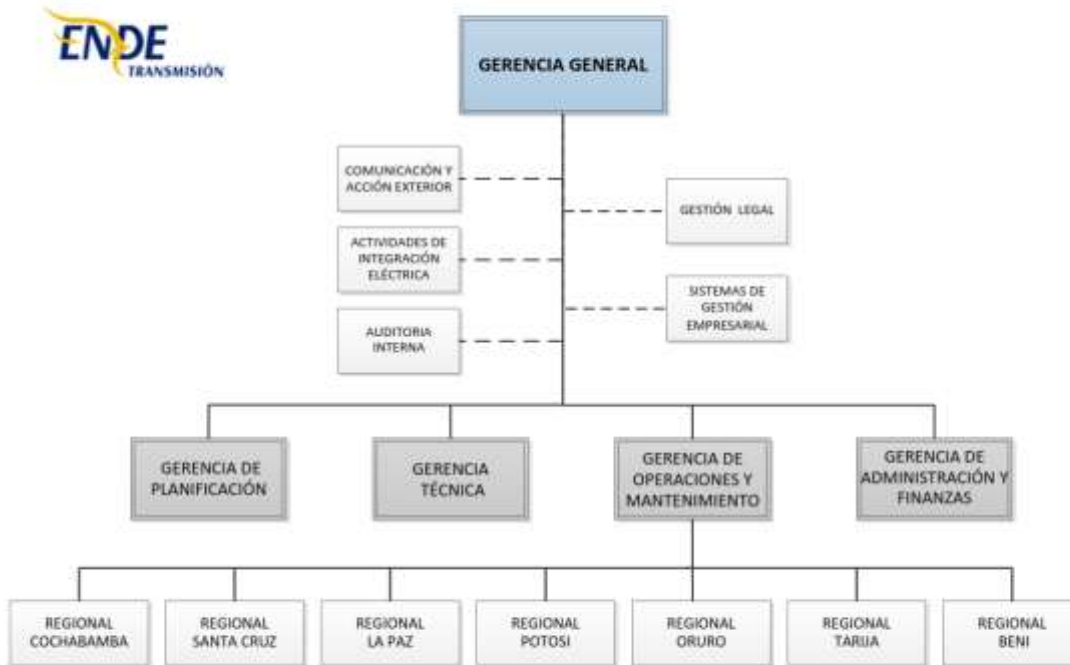 ENDE
TRANSMISIÓN
GERENCIA GENERAL
COMUNICACIÓN Y
ACCIÓN EXTERIOR
GESTIÓN LEGAL
ACTIVIDADES DE
INTEGRACIÓN
ELÉCTRICA
SISTEMAS DE
GESTIÓN
EMPRESARIAL
AUDITORIA
INTERNA
GERENCIA DE
PLANIFICACIÓN
GERENCIA
TÉCNICA
GERENCIA DE
OPERACIONES Y
MANTENIMIENTO
GERENCIA DE
ADMINISTRACIÓN Y
FINANZAS
REGIONAL
COCHABAMBA
REGIONAL
SANTA CRUZ
REGIONAL
LA PAZ
REGIONAL
POTOSI
REGIONAL
ORURO
REGIONAL
TARIJA
REGIONAL
BENI